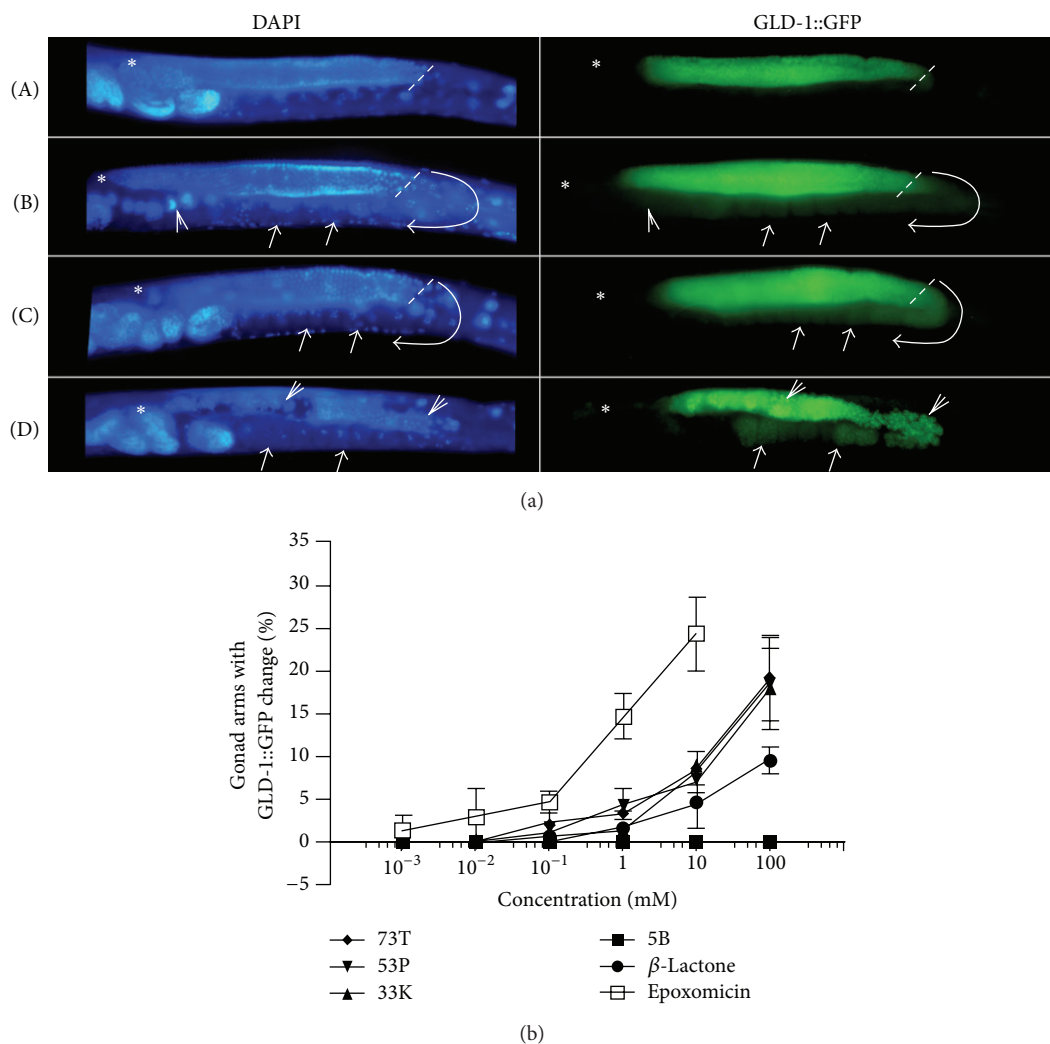 DAPI
GLD-1::GFP
(A)
*
*
(B)
*
*
(C)
*
*
(D)
*
*
(a)
Gonad arms with
GLD-1::GFP change (%)
35
30
25
20
15
10
5
0
−5
10⁻³
10⁻²
10⁻¹
1
10
100
Concentration (mM)
73T
53P
33K
5B
β-Lactone
Epoxomicin
(b)